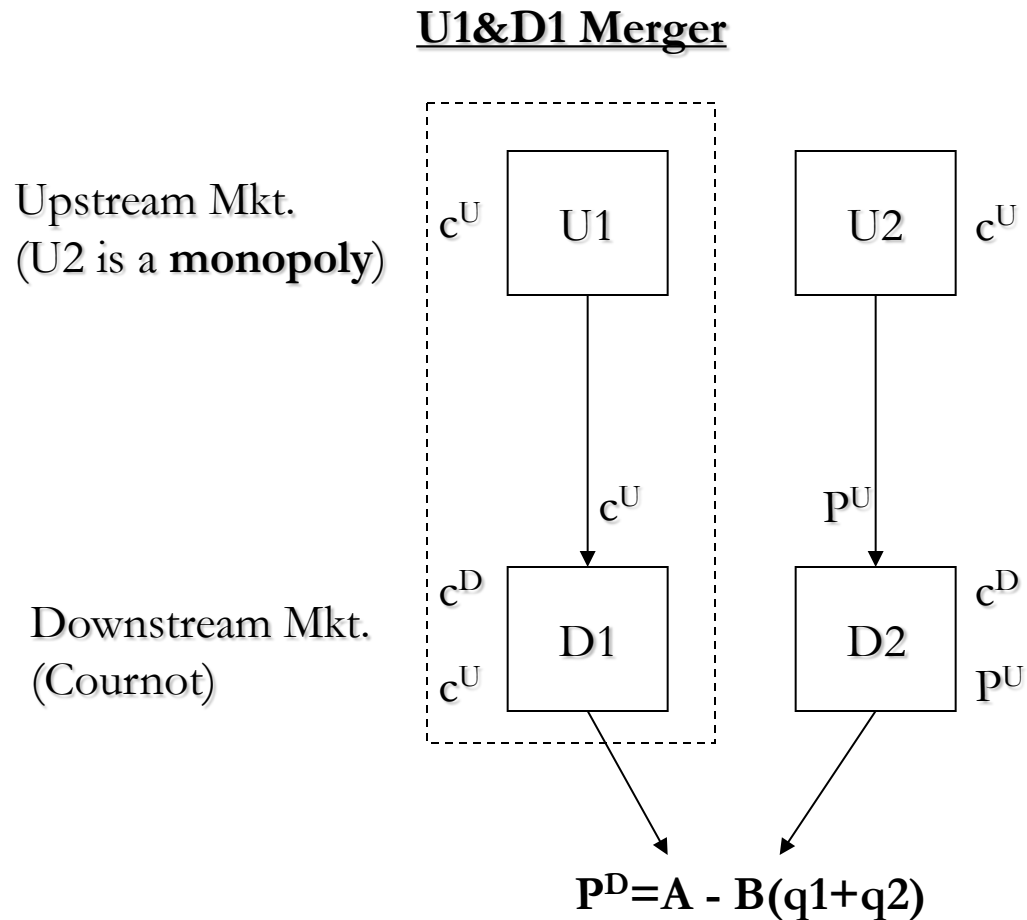 U1&D1 Merger
Upstream Mkt.
(U2 is a monopoly)
c^U
U1
U2
c^U
c^U
P^U
Downstream Mkt.
(Cournot)
c^D
c^U
D1
D2
c^D
P^U
P^D=A - B(q1+q2)